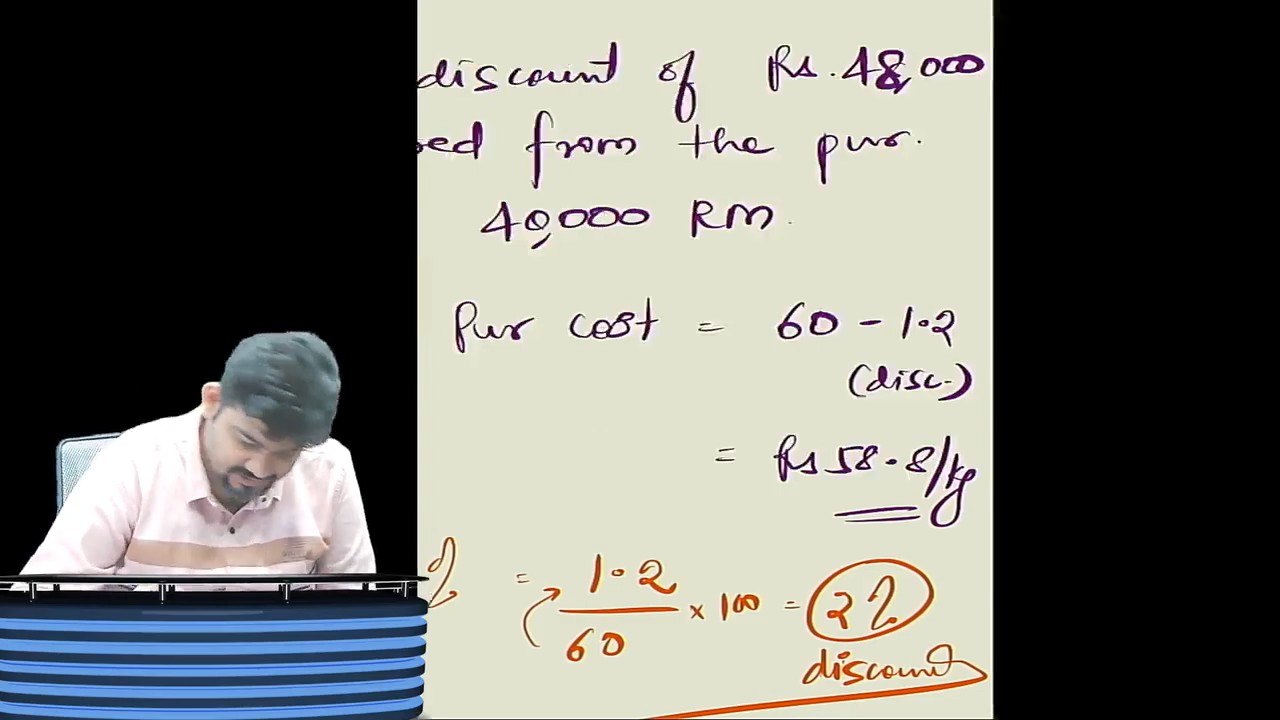 discount of Rs. 48,000
from the pur.
40,000 RM.
Pur cost = 60 - 1.2
(disc.)
= Rs 58.8/kg
% = 1.2/60 x 100 = 2%
discount